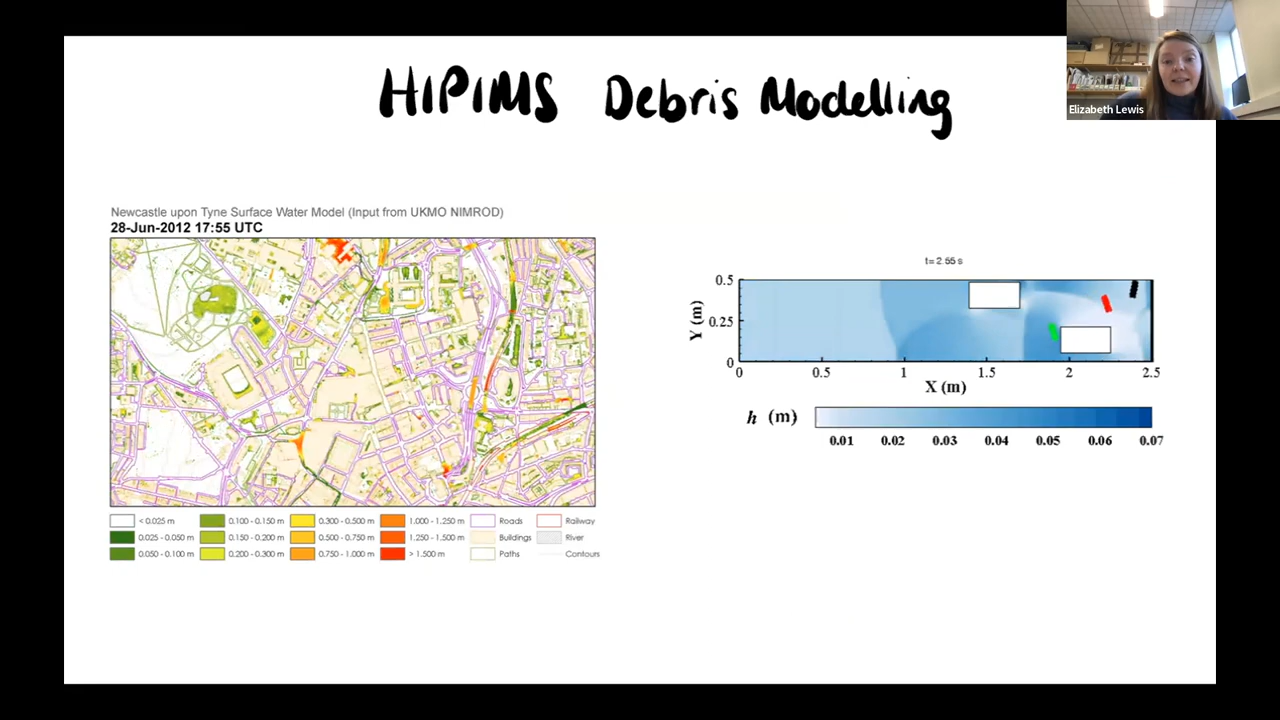 HIPIMS Debris Modelling
Elizabeth Lewis
Newcastle upon Tyne Surface Water Model (Input from UKMO NIMROD)
28-Jun-2012 17:55 UTC
< 0.025 m
0.025 - 0.050 m
0.050 - 0.100 m
0.100 - 0.150 m
0.150 - 0.200 m
0.200 - 0.300 m
0.300 - 0.500 m
0.500 - 0.750 m
0.750 - 1.000 m
1.000 - 1.250 m
1.250 - 1.500 m
> 1.500 m
Roads
Buildings
Paths
Railway
River
Contours
t= 2.55 s
Y (m)
0.5
0.25
0
0 0.5 1 1.5 2 2.5
X (m)
h (m)
0.01 0.02 0.03 0.04 0.05 0.06 0.07